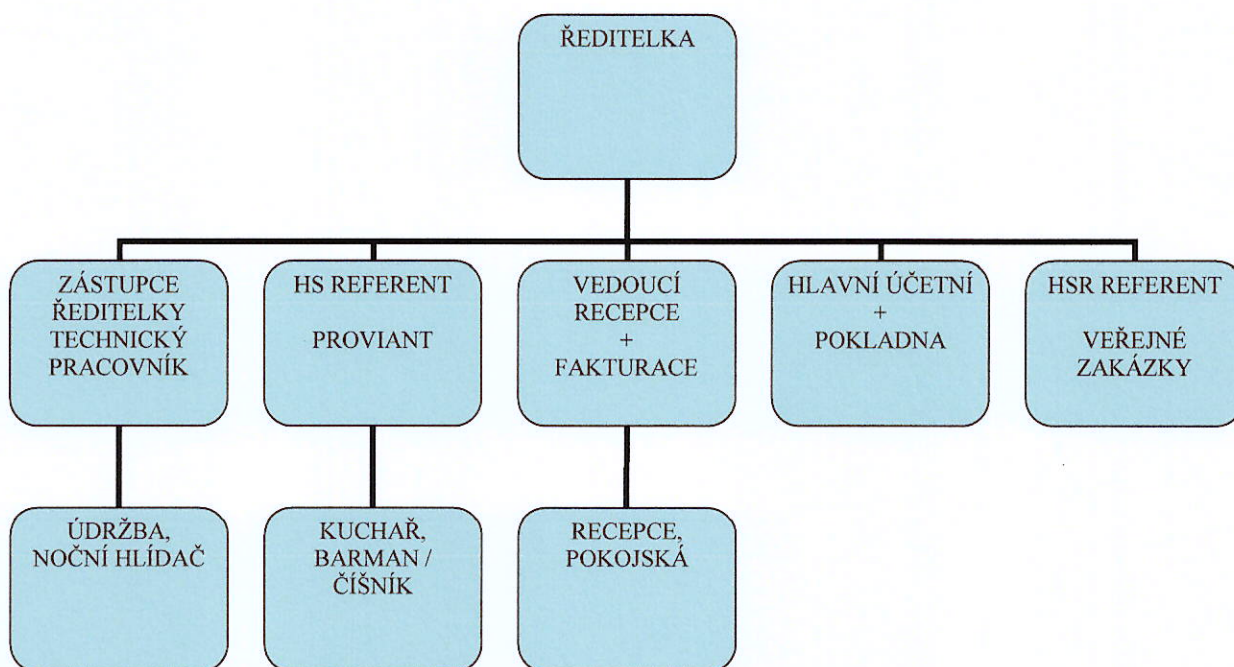 ŘEDITELKA
ZÁSTUPCE
ŘEDITELKY
TECHNICKÝ
PRACOVNÍK
HS REFERENT
PROVIANT
VEDOUCÍ
RECEPCE
+
FAKTURACE
HLAVNÍ ÚČETNÍ
+
POKLADNA
HSR REFERENT
VEŘEJNÉ
ZAKÁZKY
ÚDRŽBA,
NOČNÍ HLÍDAČ
KUCHAŘ,
BARMAN /
ČÍŠNÍK
RECEPCE,
POKOJSKÁ